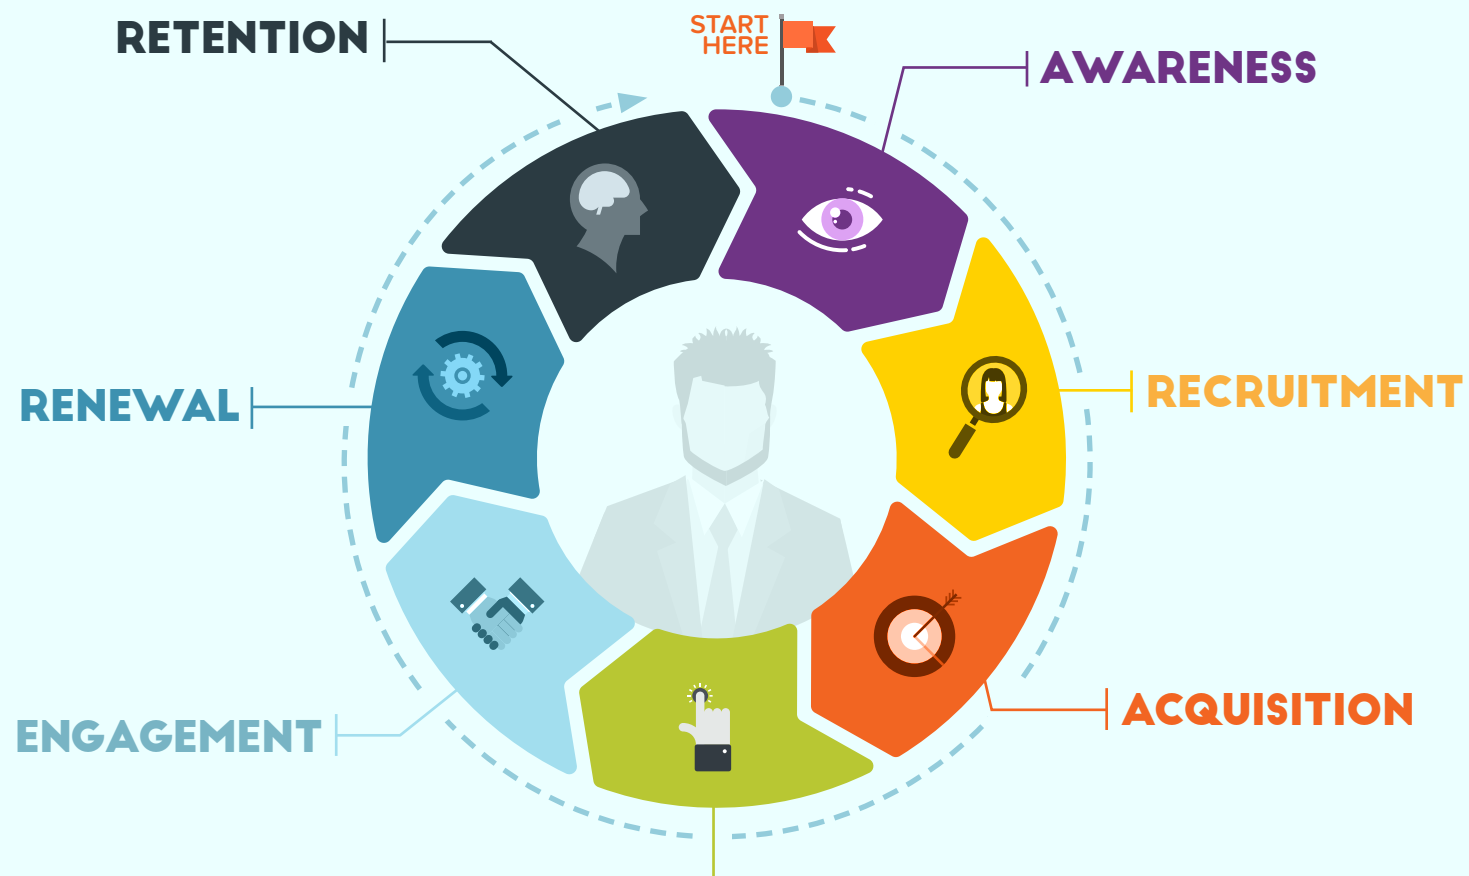 RETENTION
START
HERE
AWARENESS
RENEWAL
RECRUITMENT
ENGAGEMENT
ACQUISITION